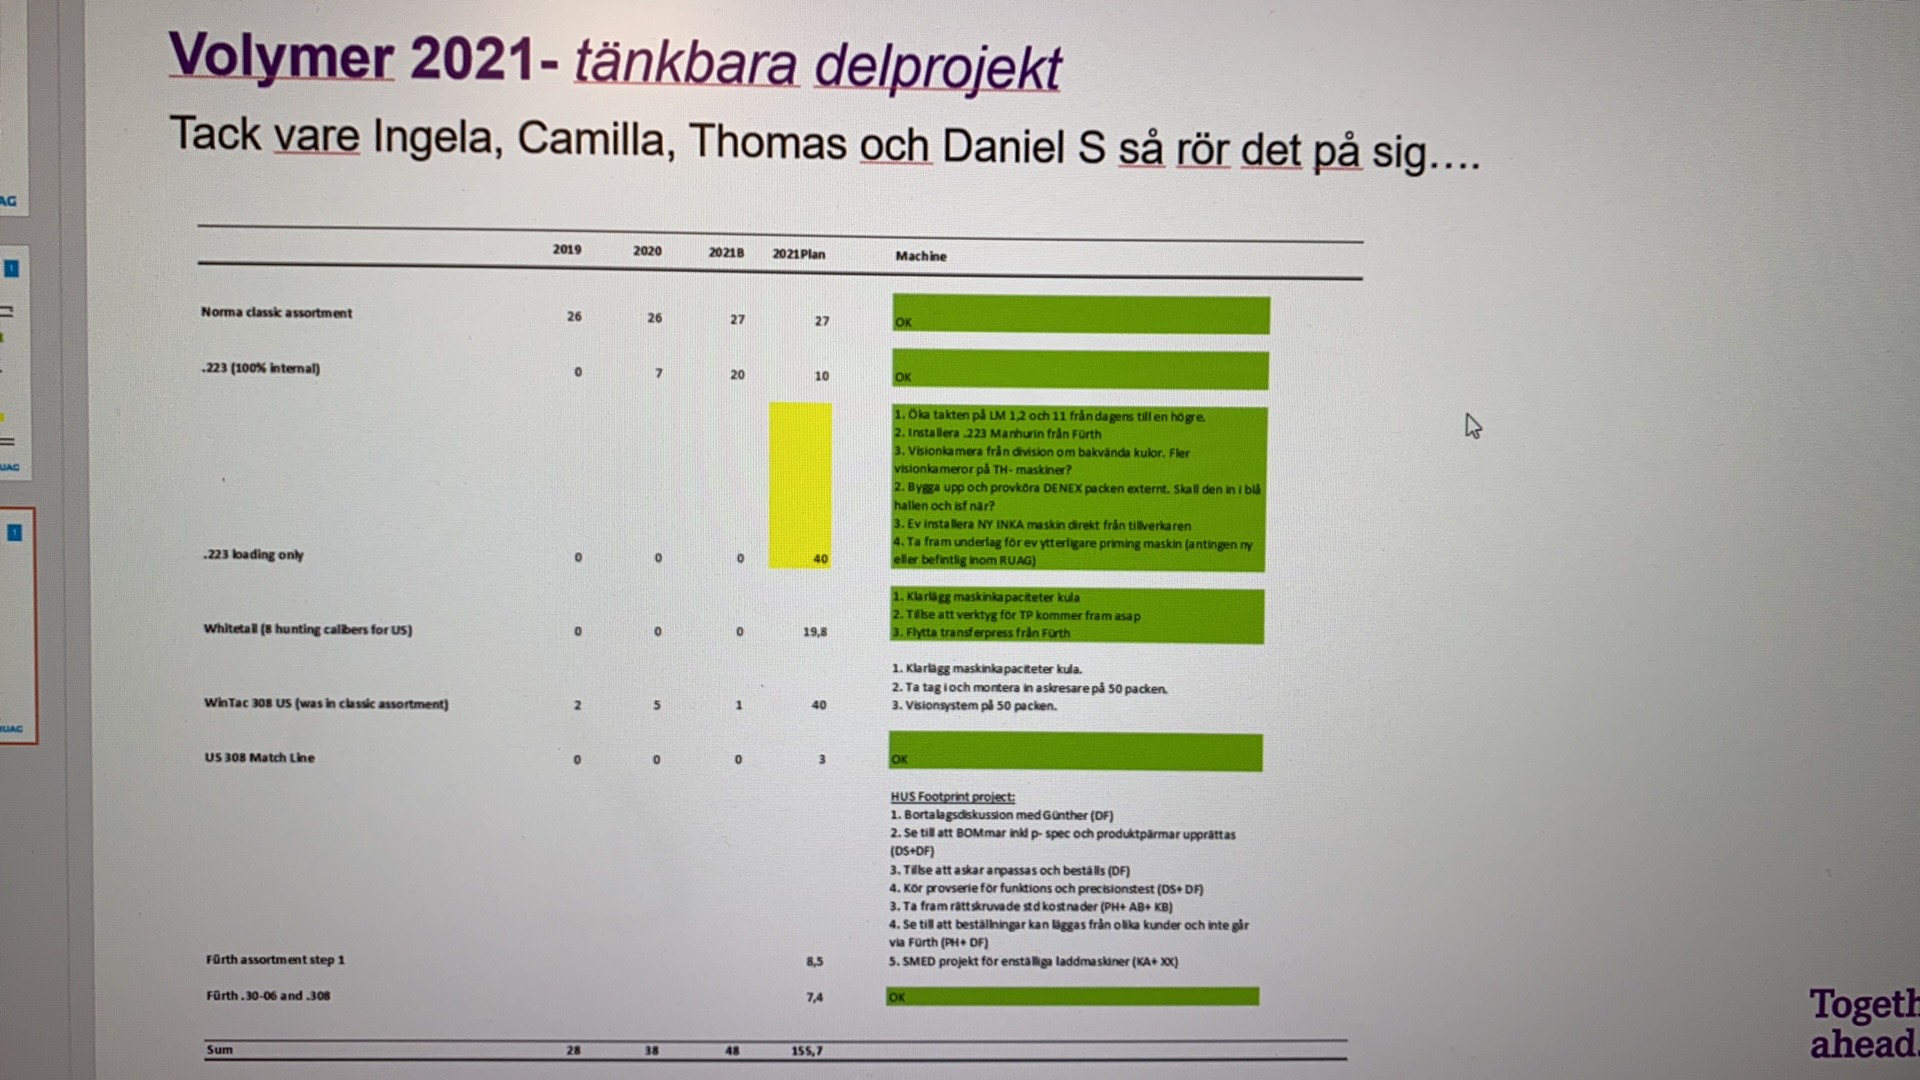 Volymer 2021- tänkbara delprojekt
Tack vare Ingela, Camilla, Thomas och Daniel S så rör det på sig….
AG
1
UAG
1
RUAG
2019 2020 2021B 2021Plan Machine
Norma classic assortment 26 26 27 27 OK
.223 (100% internal) 0 7 20 10 OK
1. Öka takten på LM 1,2 och 11 från dagens till en högre.
2. Installera .223 Manhurin från Fürth
3. Visionkamera från division om bakvända kulor. Fler
visionkameror på TH- maskiner?
2. Bygga upp och provköra DENEX packen externt. Skall den in i blå
hallen och isf när?
3. Ev installera NY INKA maskin direkt från tillverkaren
4. Ta fram underlag för ev ytterligare priming maskin (antingen ny
.223 loading only 0 0 0 40 eller befintlig inom RUAG)
1. Klarlägg maskinkapaciteter kula
2. Tillse att verktyg för TP kommer fram asap
Whitetail (8 hunting calibers for US) 0 0 0 19,8 3. Flytta transferpress från Fürth
1. Klarlägg maskinkapaciteter kula.
2. Ta tag i och montera in askresare på 50 packen.
WinTac 308 US (was in classic assortment) 2 5 1 40 3. Visionsystem på 50 packen.
US 308 Match Line 0 0 0 3 OK
HUS Footprint project:
1. Bortalagsdiskussion med Günther (DF)
2. Se till att BOMmar inkl p- spec och produktpärmar upprättas
(DS+DF)
3. Tillse att askar anpassas och beställs (DF)
4. Kör provserie för funktions och precisionstest (DS+ DF)
3. Ta fram rättskruvade std kostnader (PH+ AB+ KB)
4. Se till att beställningar kan läggas från olika kunder och inte går
via Fürth (PH+ DF)
Fürth assortment step 1 8,5 5. SMED projekt för enställiga laddmaskiner (KA+ XX)
Fürth .30-06 and .308 7,4 OK
Sum 28 38 48 155,7
Togeth
ahead.